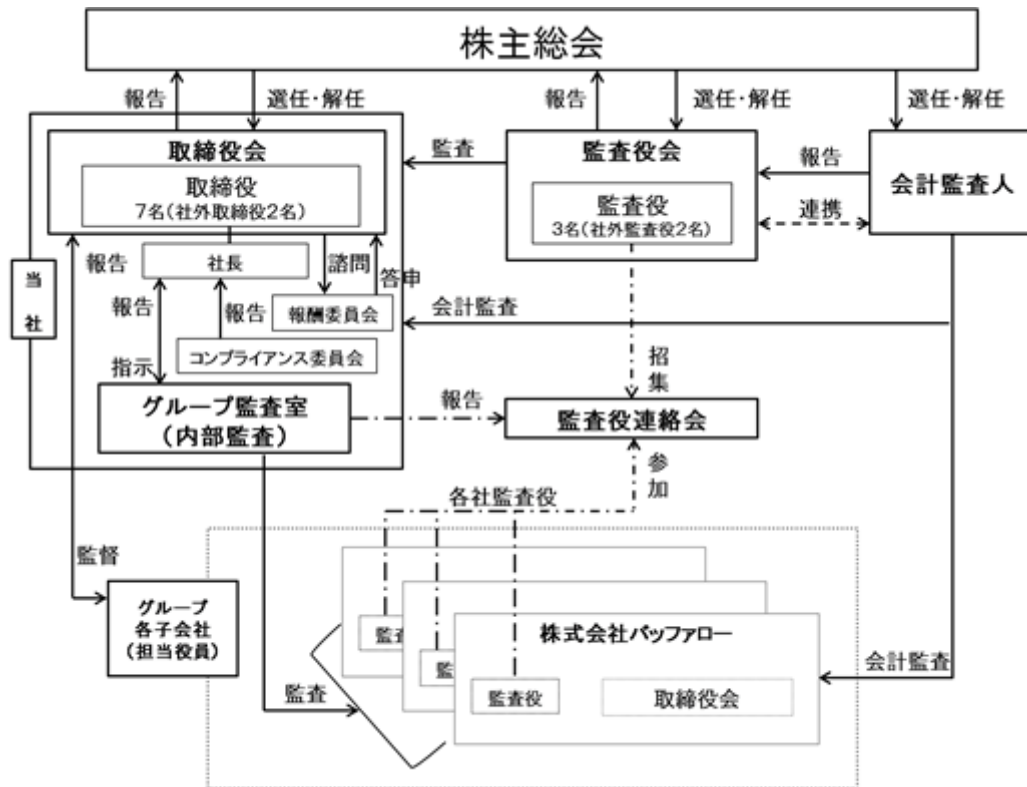 株主総会
報告
選任・解任
報告
選任・解任
選任・解任
取締役会
取締役
7名(社外取締役2名)
監査
監査役会
監査役
3名(社外監査役2名)
報告
連携
会計監査人
当
社
報告
社長
諮問
答申
報告
報告
報酬委員会
会計監査
コンプライアンス委員会
指示
招
集
グループ監査室
(内部監査)
報告
監査役連絡会
参
加
各社監査役
監督
グループ
各子会社
(担当役員)
監査
監
株式会社バッファロー
監査役
取締役会
会計監査
監査